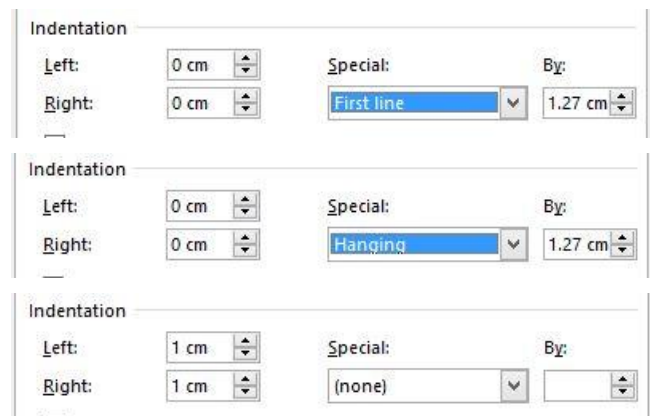 Indentation
Left: 0 cm Special: By:
Right: 0 cm First line 1.27 cm
Indentation
Left: 0 cm Special: By:
Right: 0 cm Hanging 1.27 cm
Indentation
Left: 1 cm Special: By:
Right: 1 cm (none)